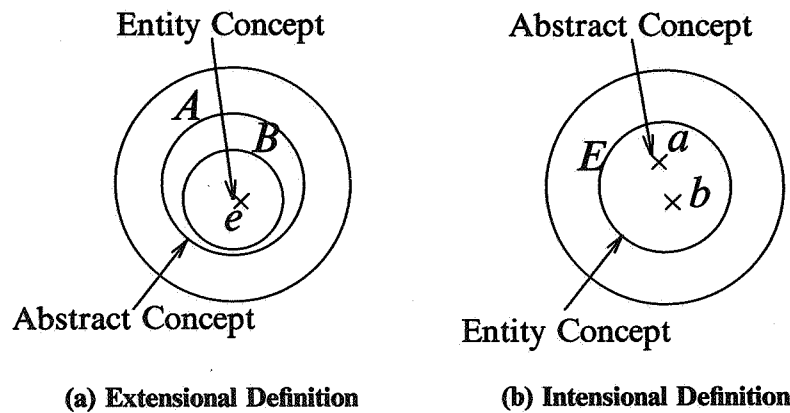 Entity Concept
A
B
e
Abstract Concept
(a) Extensional Definition
Abstract Concept
E
a
b
Entity Concept
(b) Intensional Definition